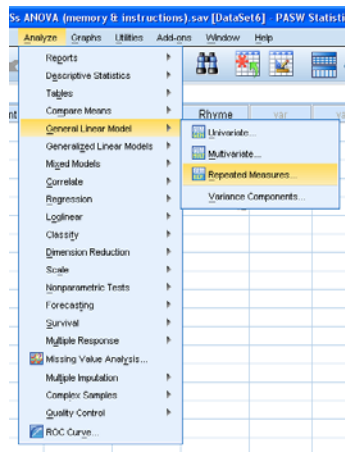 Ss ANOVA (memory & instructions).sav [DataSet6] - PASW Statisti
Analyze Graphs Utilities Add-ons Window Help
Reports
Descriptive Statistics
Tables
Compare Means
General Linear Model
Generalized Linear Models
Mixed Models
Correlate
Regression
Loglinear
Classify
Dimension Reduction
Scale
Nonparametric Tests
Forecasting
Survival
Multiple Response
Missing Value Analysis...
Multiple Imputation
Complex Samples
Quality Control
ROC Curve...
Rhyme var
Univariate...
Multivariate...
Repeated Measures...
Variance Components...